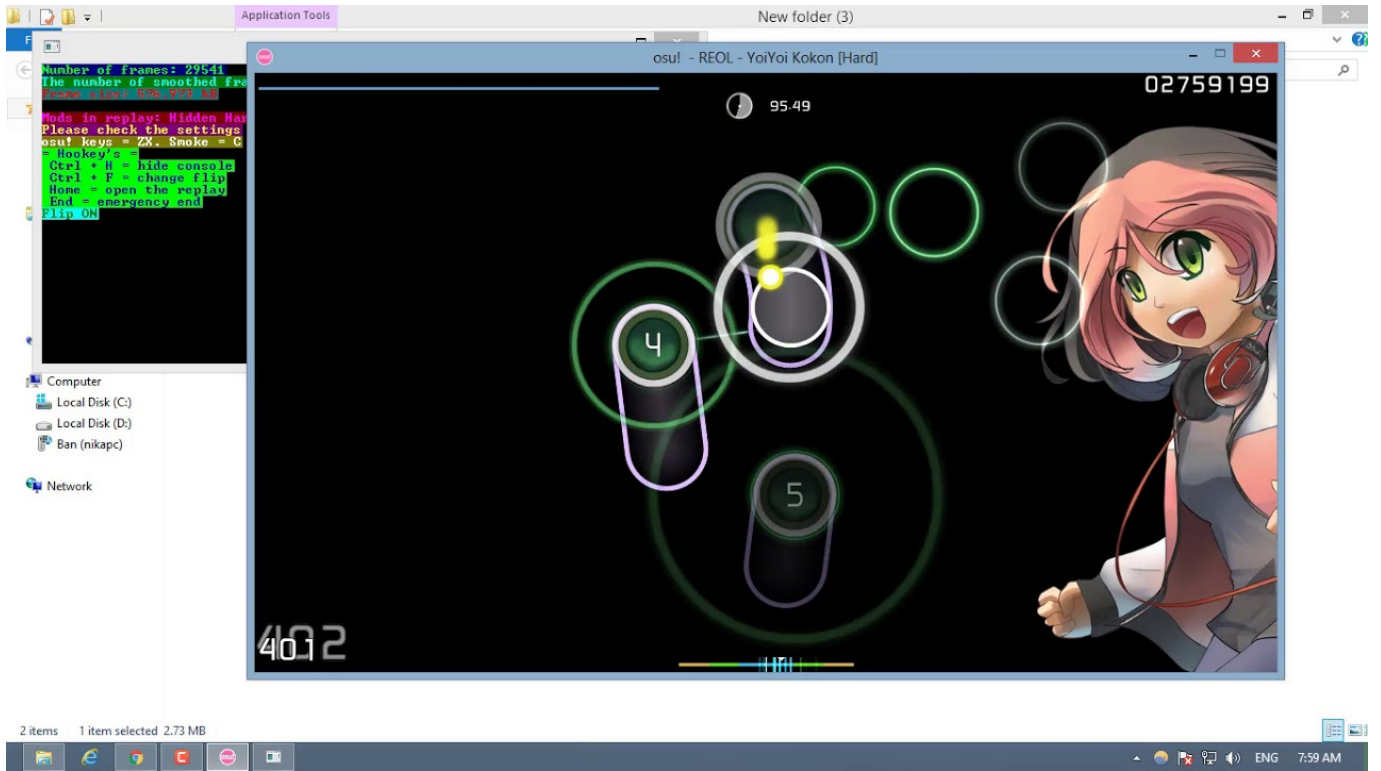 Application Tools
New folder (3)
F
Number of frames: 29541
The number of smoothed fra
Mods in replay: Hidden Har
Please check the settings
osu! keys = ZX. Smoke = C
= Hookey's =
Ctrl + H = hide console
Ctrl + F = change flip
Home = open the replay
End = emergency end
Flip ON
osu!
osu! - REOL - YoiYoi Kokon [Hard]
02759199
95.49
4
5
402
401
Computer
Local Disk (C:)
Local Disk (D:)
Ban (nikapc)
Network
2 items 1 item selected 2.73 MB
osu!
ENG 7:59 AM